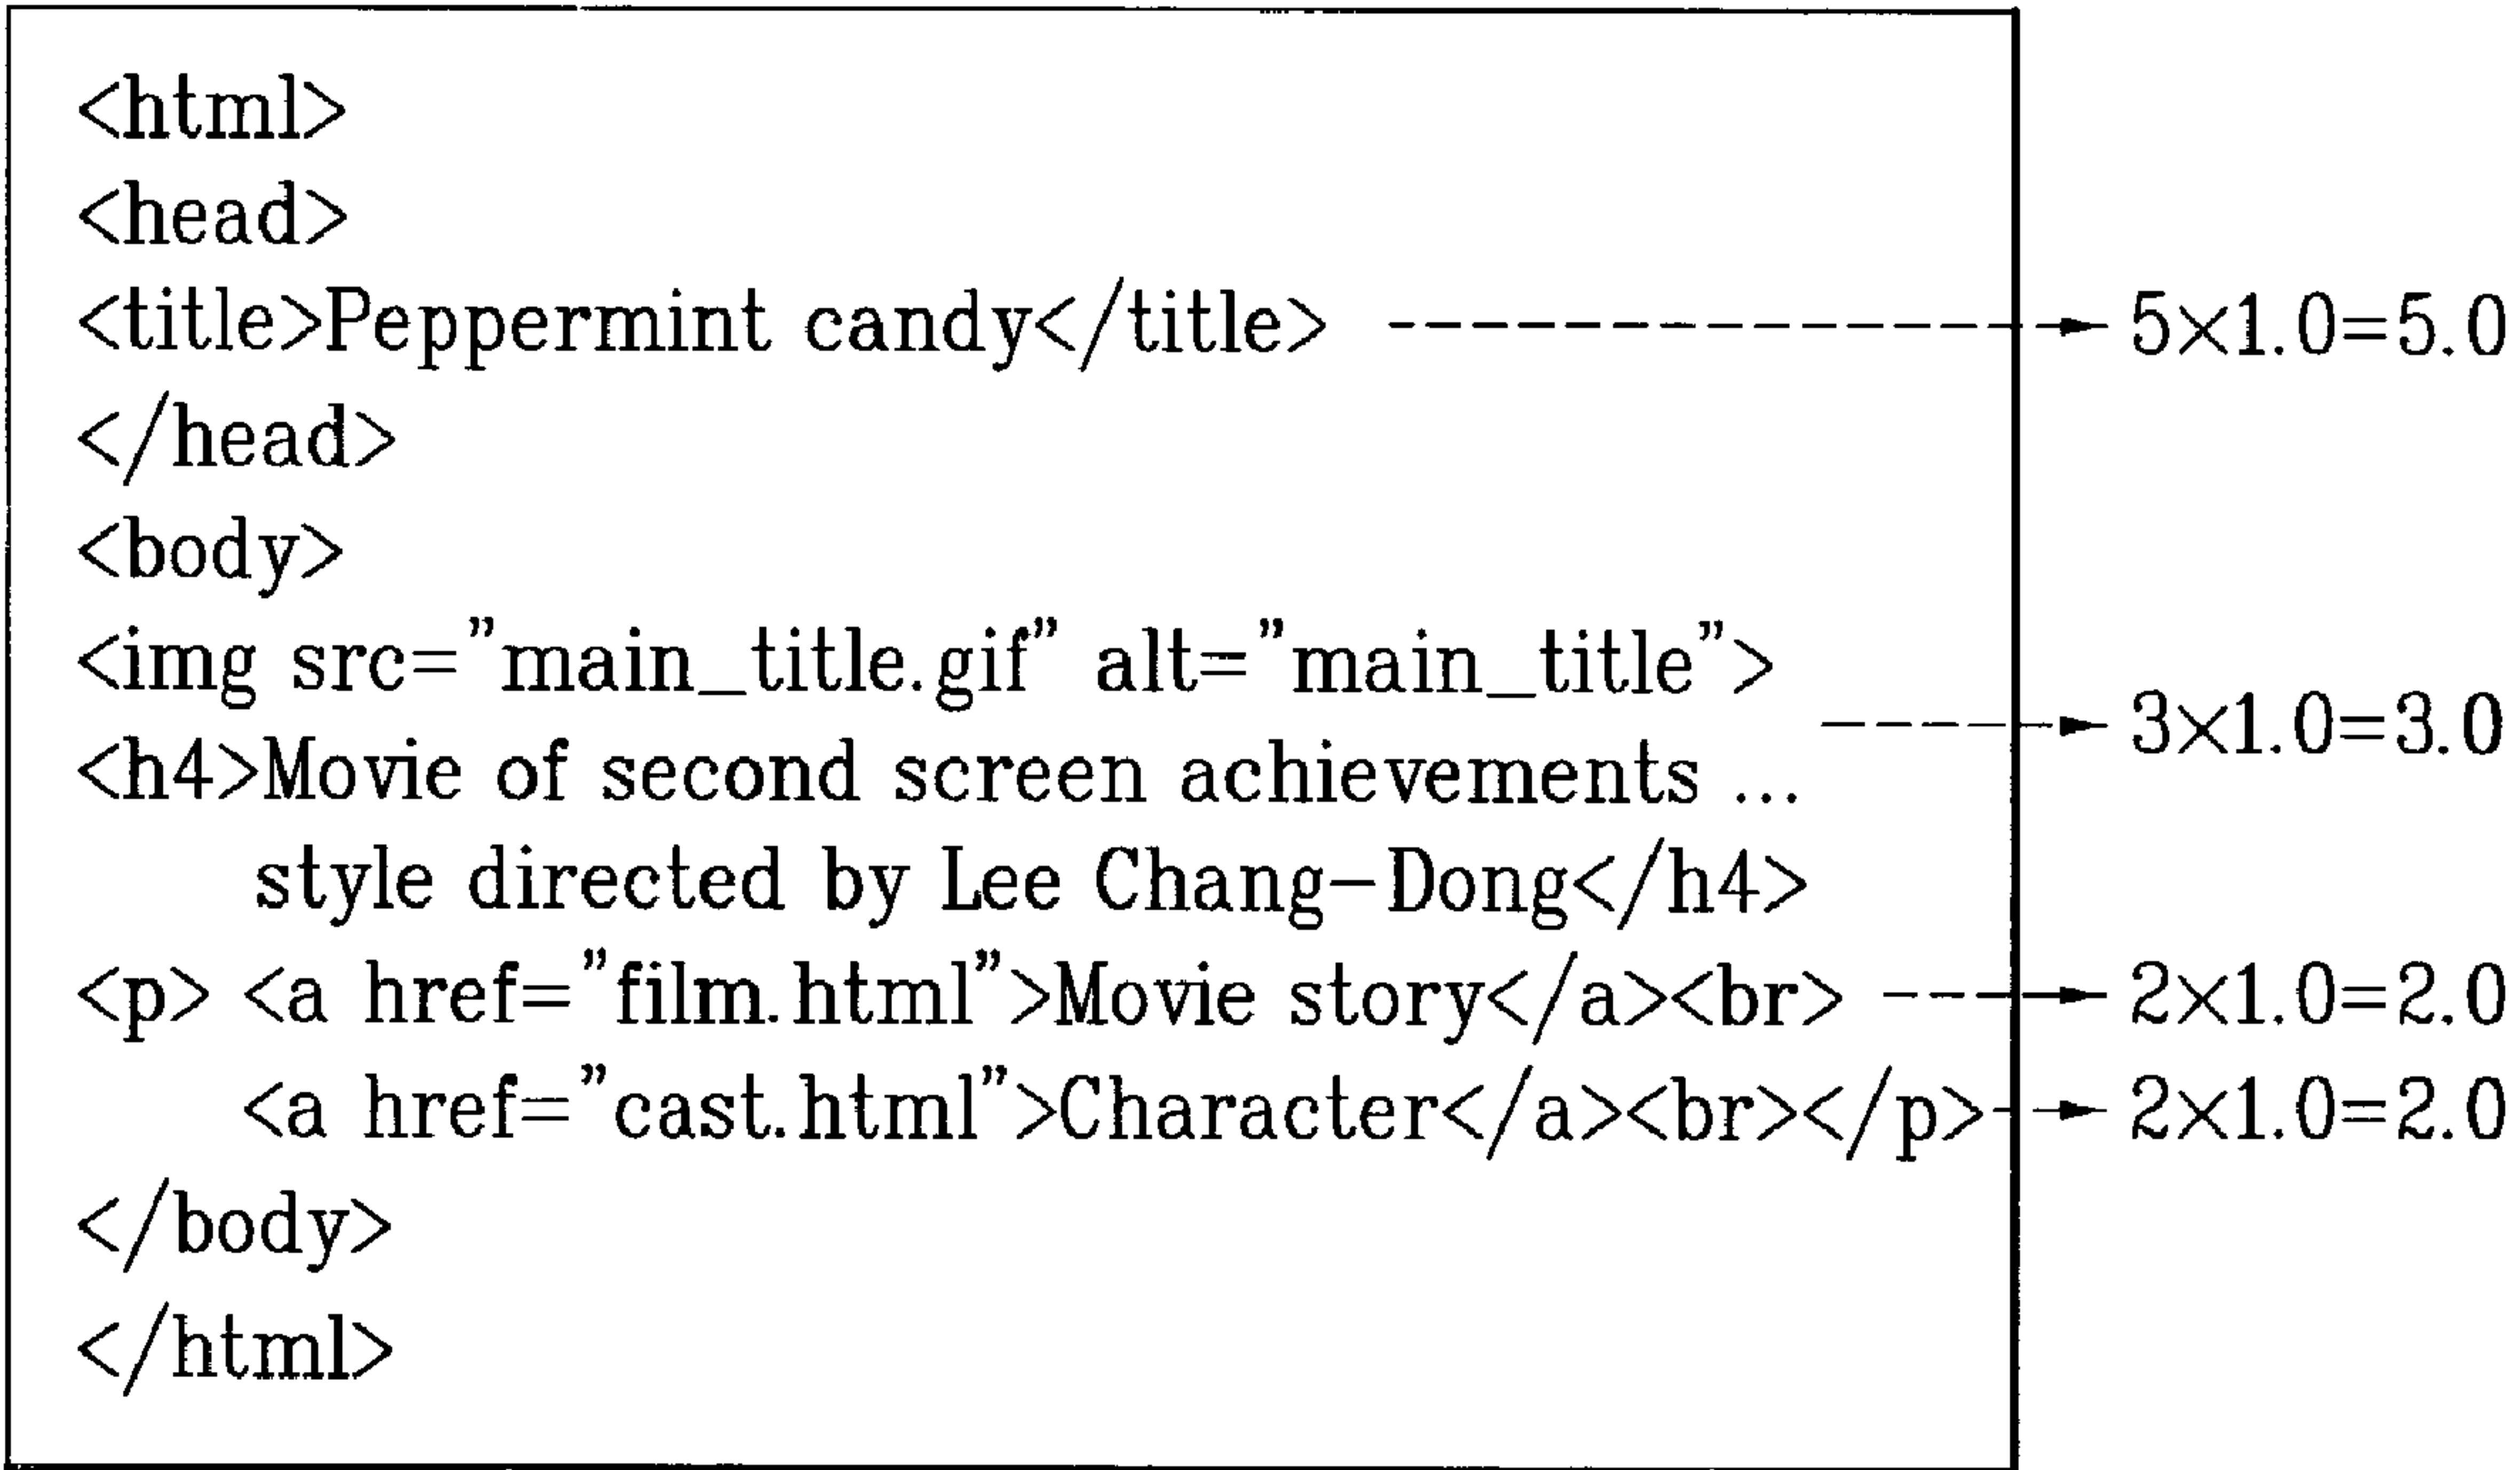 <html>
<head>
<title>Peppermint candy</title> 5×1.0=5.0
</head>
<body>
<img src="main_title.gif" alt="main_title">
3×1.0=3.0
<h4>Movie of second screen achievements ...
style directed by Lee Chang-Dong</h4>
<p> <a href="film.html">Movie story</a><br> 2×1.0=2.0
<a href="cast.html">Character</a><br></p> 2×1.0=2.0
</body>
</html>